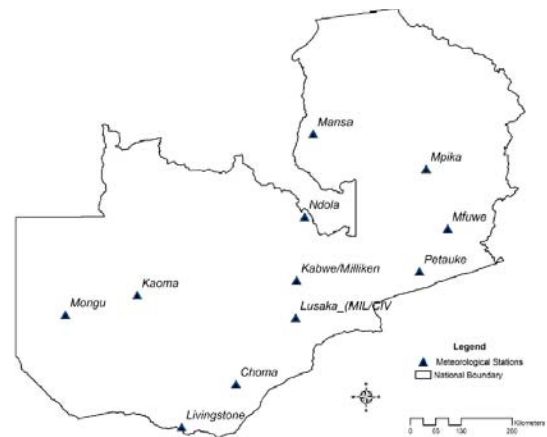 Mansa
Mpika
Ndola
Mfuwe
Petauke
Kabwe/Milliken
Kaoma
Mongu
Lusaka_(MIL/CIV
Choma
Livingstone
Legend
Meteorological Stations
National Boundary
Kilometers
200